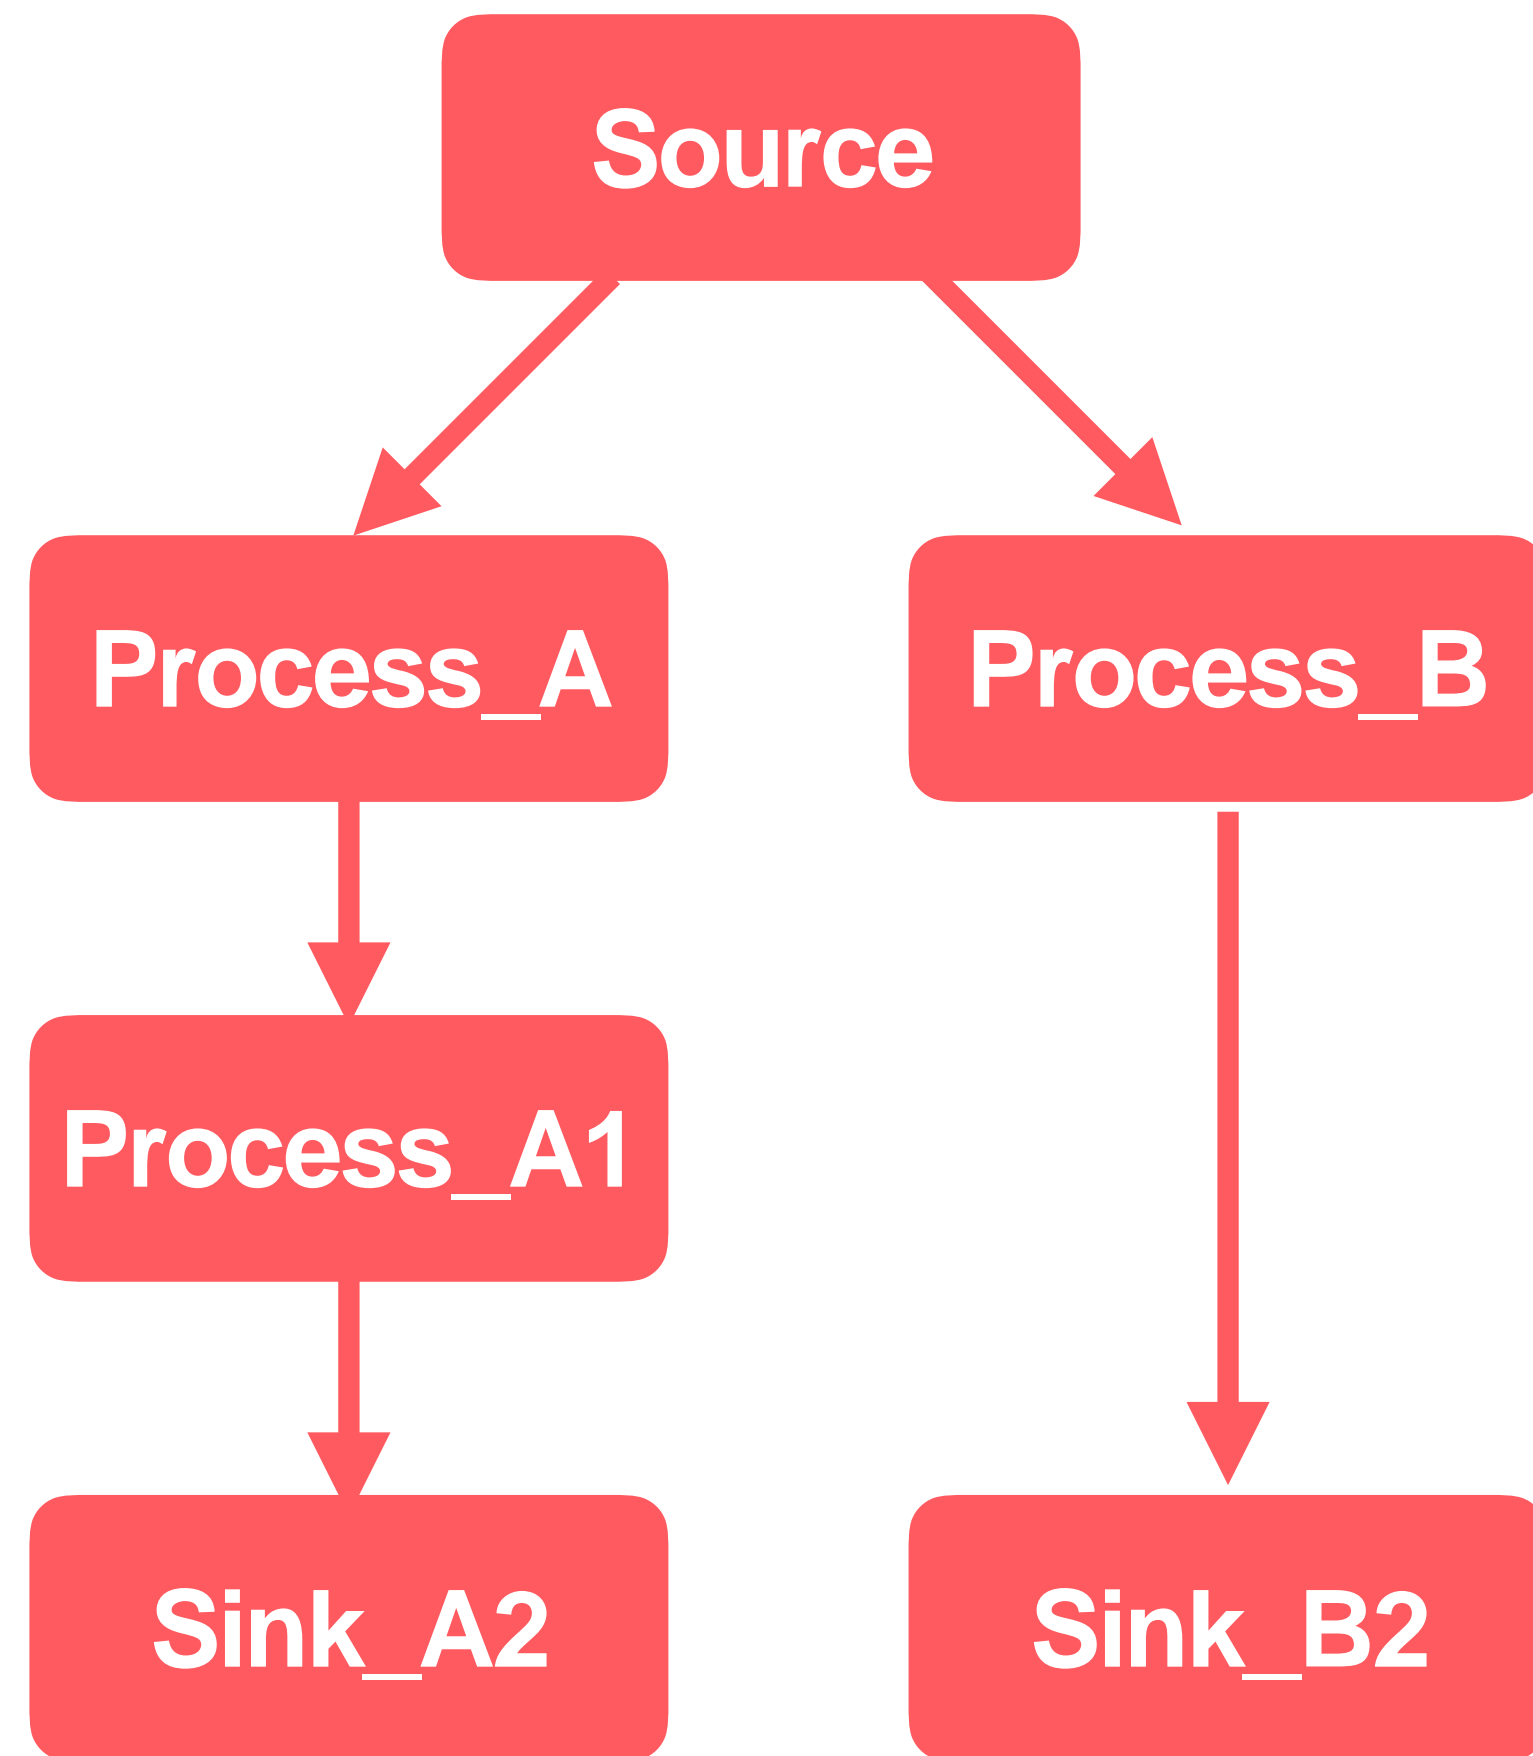 Source
Process_A
Process_B
Process_A1
Sink_A2
Sink_B2